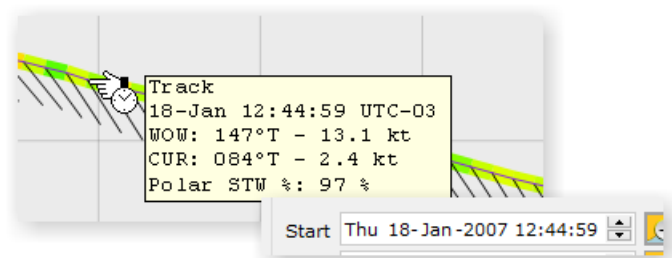 Track
18-Jan 12:44:59 UTC-03
WOW: 147°T - 13.1 kt
CUR: 084°T - 2.4 kt
Polar STW %: 97 %
Start Thu 18-Jan-2007 12:44:59